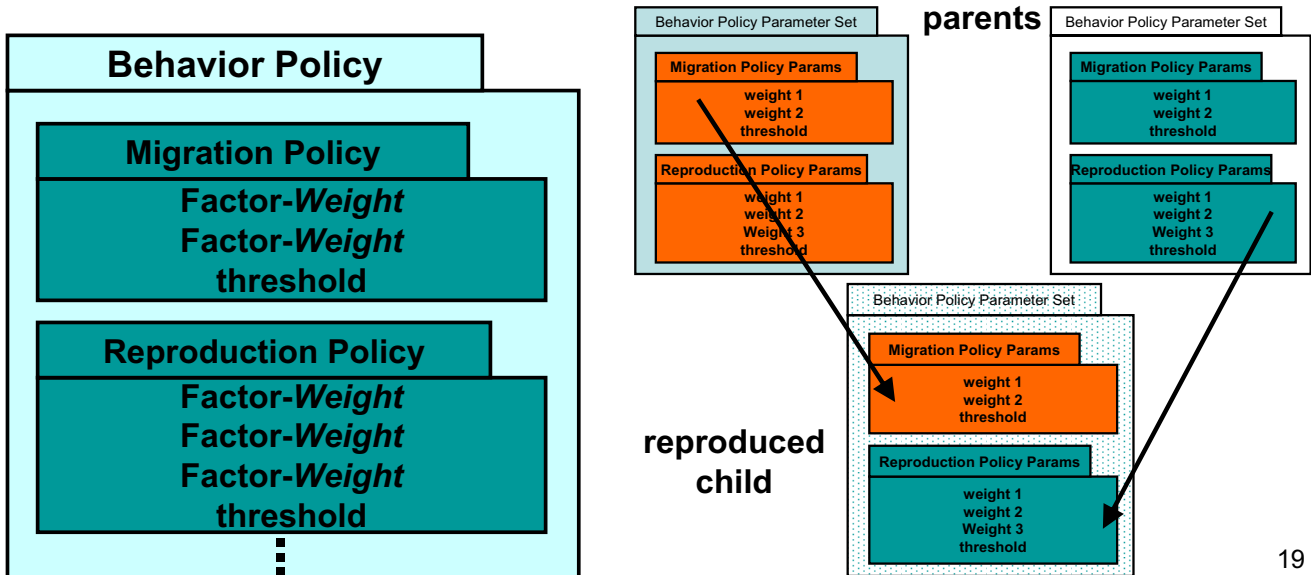 Behavior Policy
Migration Policy
Factor-Weight
Factor-Weight
threshold
Reproduction Policy
Factor-Weight
Factor-Weight
Factor-Weight
threshold
parents
Behavior Policy Parameter Set
Migration Policy Params
weight 1
weight 2
threshold
Reproduction Policy Params
weight 1
weight 2
Weight 3
threshold
Behavior Policy Parameter Set
Migration Policy Params
weight 1
weight 2
threshold
Reproduction Policy Params
weight 1
weight 2
Weight 3
threshold
reproduced
child
Behavior Policy Parameter Set
Migration Policy Params
weight 1
weight 2
threshold
Reproduction Policy Params
weight 1
weight 2
Weight 3
threshold
19